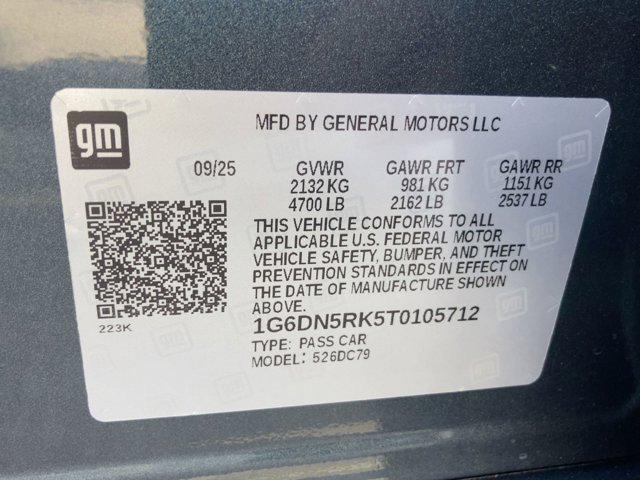 gm
MFD BY GENERAL MOTORS LLC
09/25 GVWR GAWR FRT GAWR RR
2132 KG 981 KG 1151 KG
4700 LB 2162 LB 2537 LB
THIS VEHICLE CONFORMS TO ALL
APPLICABLE U.S. FEDERAL MOTOR
VEHICLE SAFETY, BUMPER, AND THEFT
PREVENTION STANDARDS IN EFFECT ON
THE DATE OF MANUFACTURE SHOWN
ABOVE.
223K
1G6DN5RK5T0105712
TYPE: PASS CAR
MODEL: 526DC79